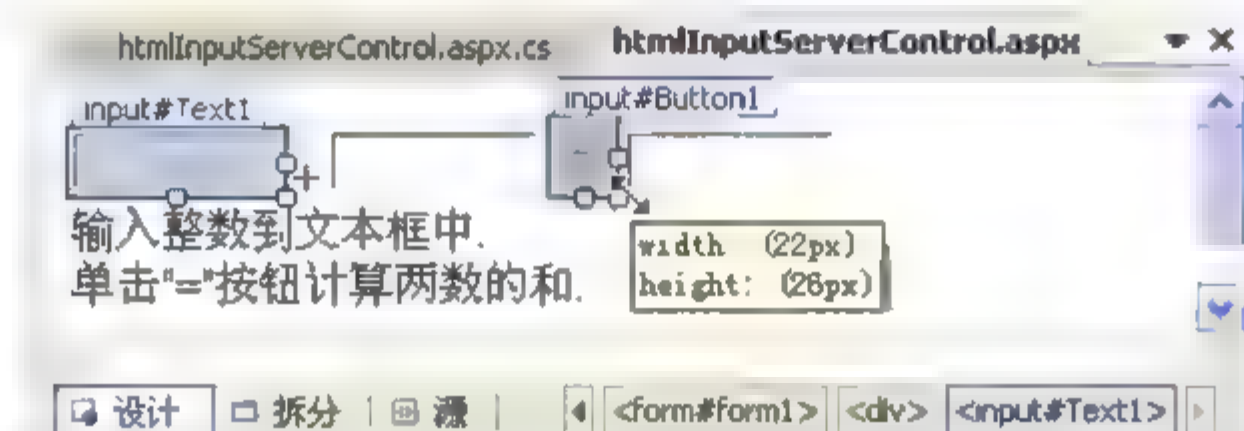 htmlInputServerControl.aspx.cs htmlInputServerControl.aspx
input#Text1 input#Button1
+
输入整数到文本框中.
单击"="按钮计算两数的和.
width (22px)
height: (26px)
设计 拆分 源 <form#form1> <div> <input#Text1>